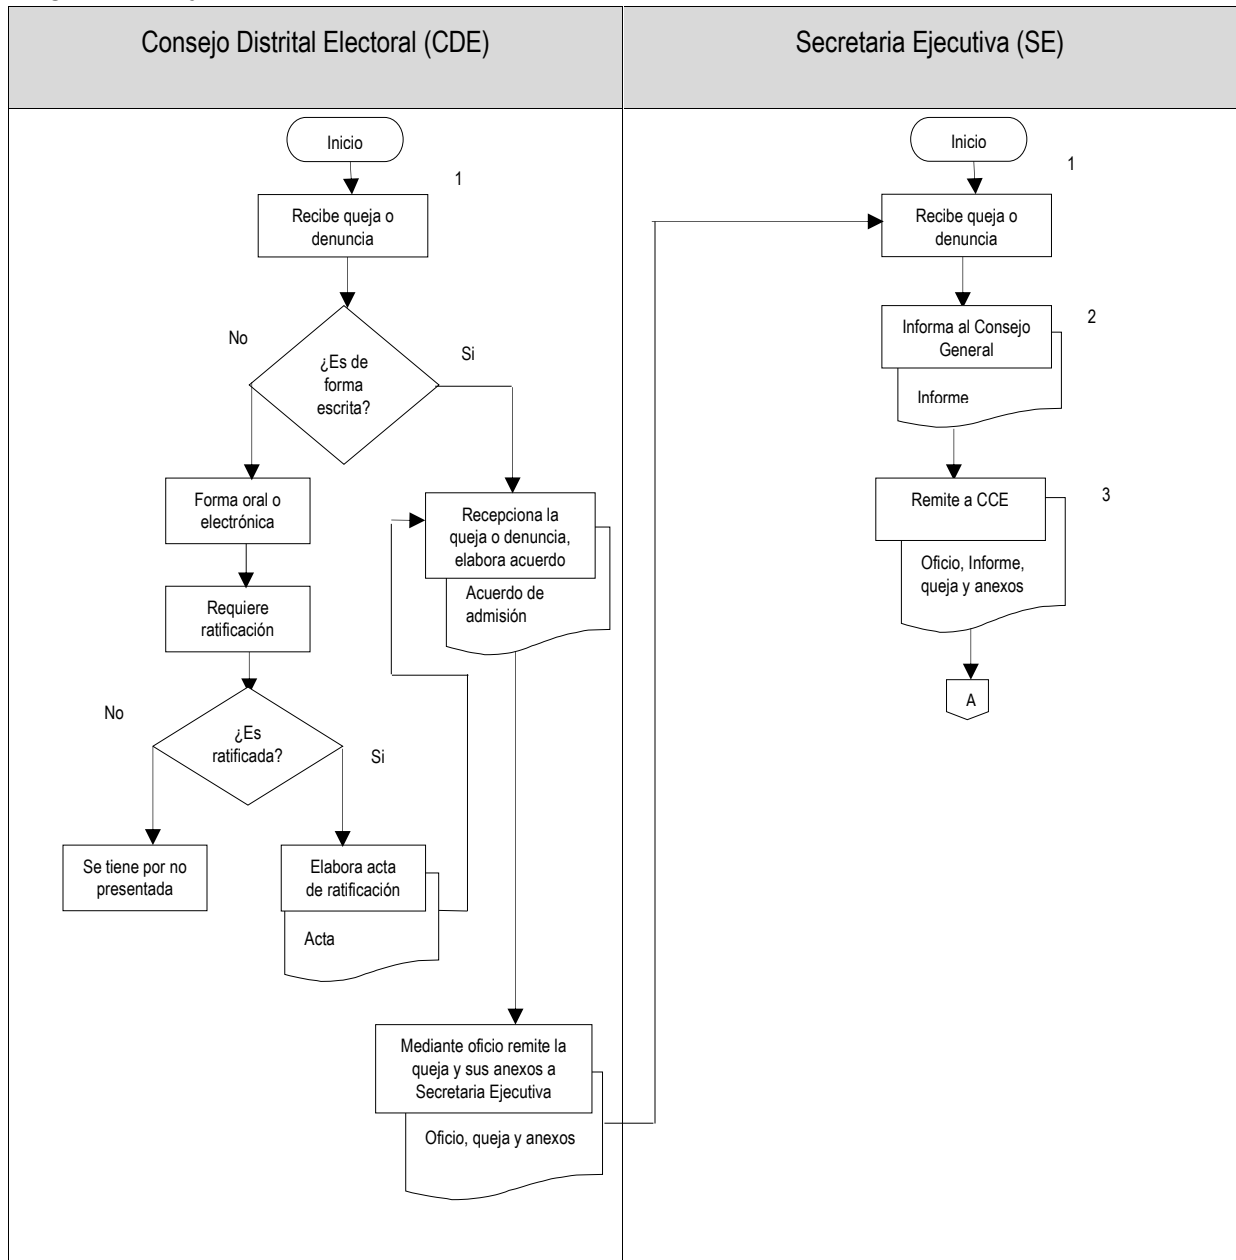 Consejo Distrital Electoral (CDE)
Secretaria Ejecutiva (SE)
Inicio
1
Recibe queja o
denuncia
No
¿Es de
forma
escrita?
Si
Forma oral o
electrónica
Recepciona la
queja o denuncia,
elabora acuerdo
Acuerdo de
admisión
Requiere
ratificación
No
¿Es
ratificada?
Si
Se tiene por no
presentada
Elabora acta
de ratificación
Acta
Mediante oficio remite la
queja y sus anexos a
Secretaria Ejecutiva
Oficio, queja y anexos
Inicio
1
Recibe queja o
denuncia
2
Informa al Consejo
General
Informe
3
Remite a CCE
Oficio, Informe,
queja y anexos
A